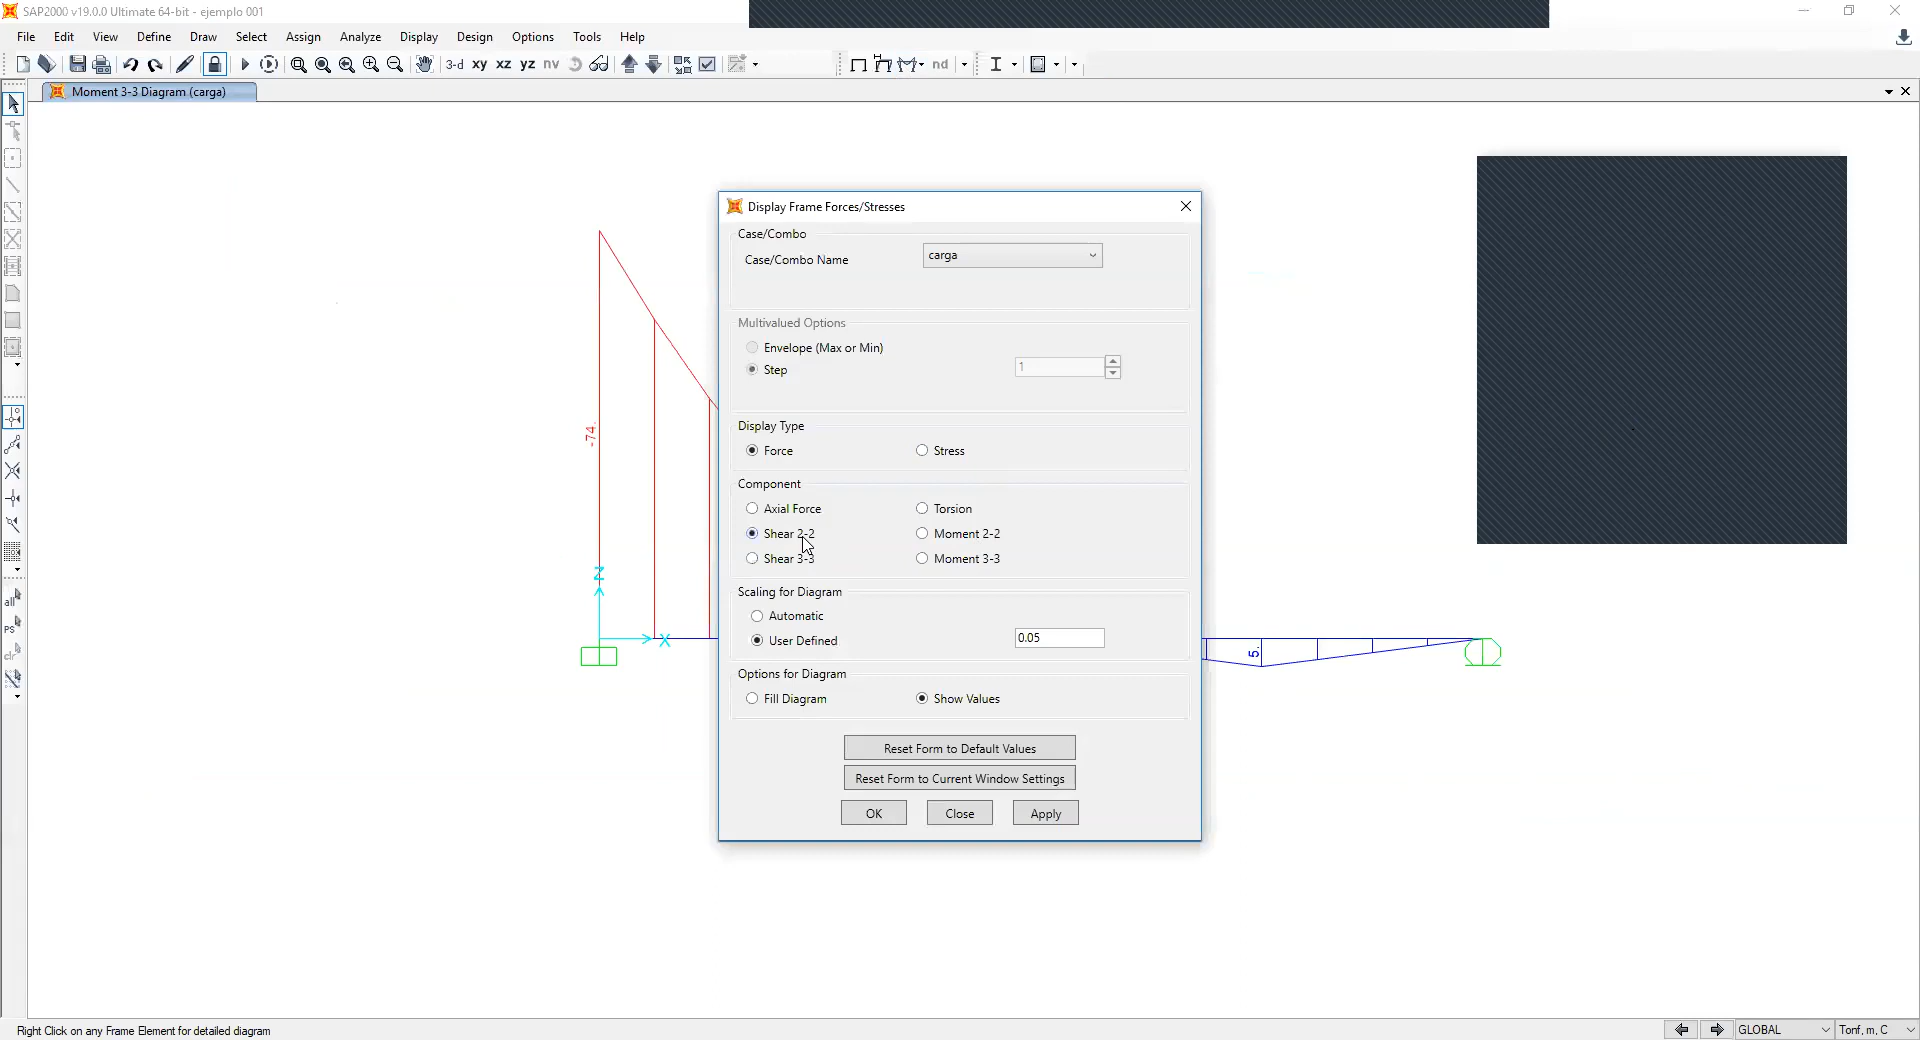 SAP2000 v19.0.0 Ultimate 64-bit - ejemplo 001
File Edit View Define Draw Select Assign Analyze Display Design Options Tools Help
3-d xy xz yz nv nd
Moment 3-3 Diagram (carga)
Display Frame Forces/Stresses
Case/Combo
Case/Combo Name carga
Multivalued Options
Envelope (Max or Min)
Step 1
Display Type
Force Stress
Component
Axial Force Torsion
Shear 2-2 Moment 2-2
Shear 3-3 Moment 3-3
Scaling for Diagram
Automatic
User Defined 0.05
Options for Diagram
Fill Diagram Show Values
Reset Form to Default Values
Reset Form to Current Window Settings
OK Close Apply
-74.
Z
X
5.
all
PS
clr
Right Click on any Frame Element for detailed diagram
GLOBAL Tonf, m, C